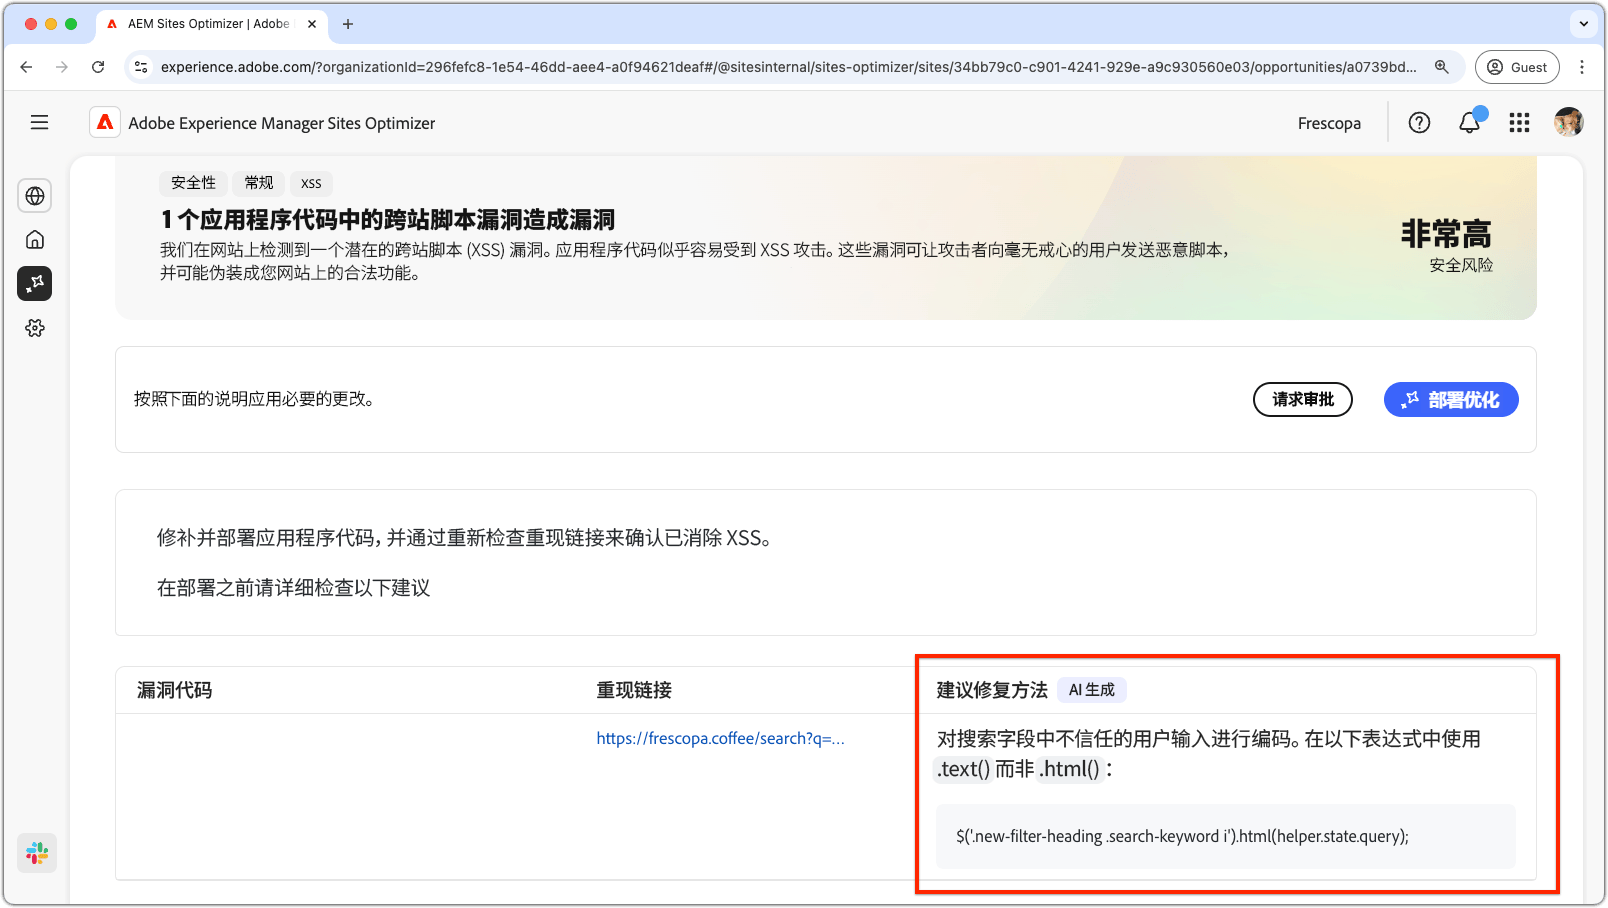 AEM Sites Optimizer | Adobe
experience.adobe.com/?organizationId=296fefc8-1e54-46dd-aee4-a0f94621deaf#/@sitesinternal/sites-optimizer/sites/34bb79c0-c901-4241-929e-a9c930560e03/opportunities/a0739bd...
Guest
Adobe Experience Manager Sites Optimizer
Frescopa
安全性 常规 XSS
1 个应用程序代码中的跨站脚本漏洞造成漏洞
我们在网站上检测到一个潜在的跨站脚本 (XSS) 漏洞。应用程序代码似乎容易受到 XSS 攻击。这些漏洞可让攻击者向毫无戒心的用户发送恶意脚本，
并可能伪装成您网站上的合法功能。
非常高
安全风险
按照下面的说明应用必要的更改。
请求审批
部署优化
修补并部署应用程序代码，并通过重新检查重现链接来确认已消除 XSS。
在部署之前请详细检查以下建议
漏洞代码 重现链接 建议修复方法 AI 生成
https://frescopa.coffee/search?q=...
对搜索字段中不信任的用户输入进行编码。在以下表达式中使用
.text() 而非 .html()：
$('.new-filter-heading .search-keyword i').html(helper.state.query);